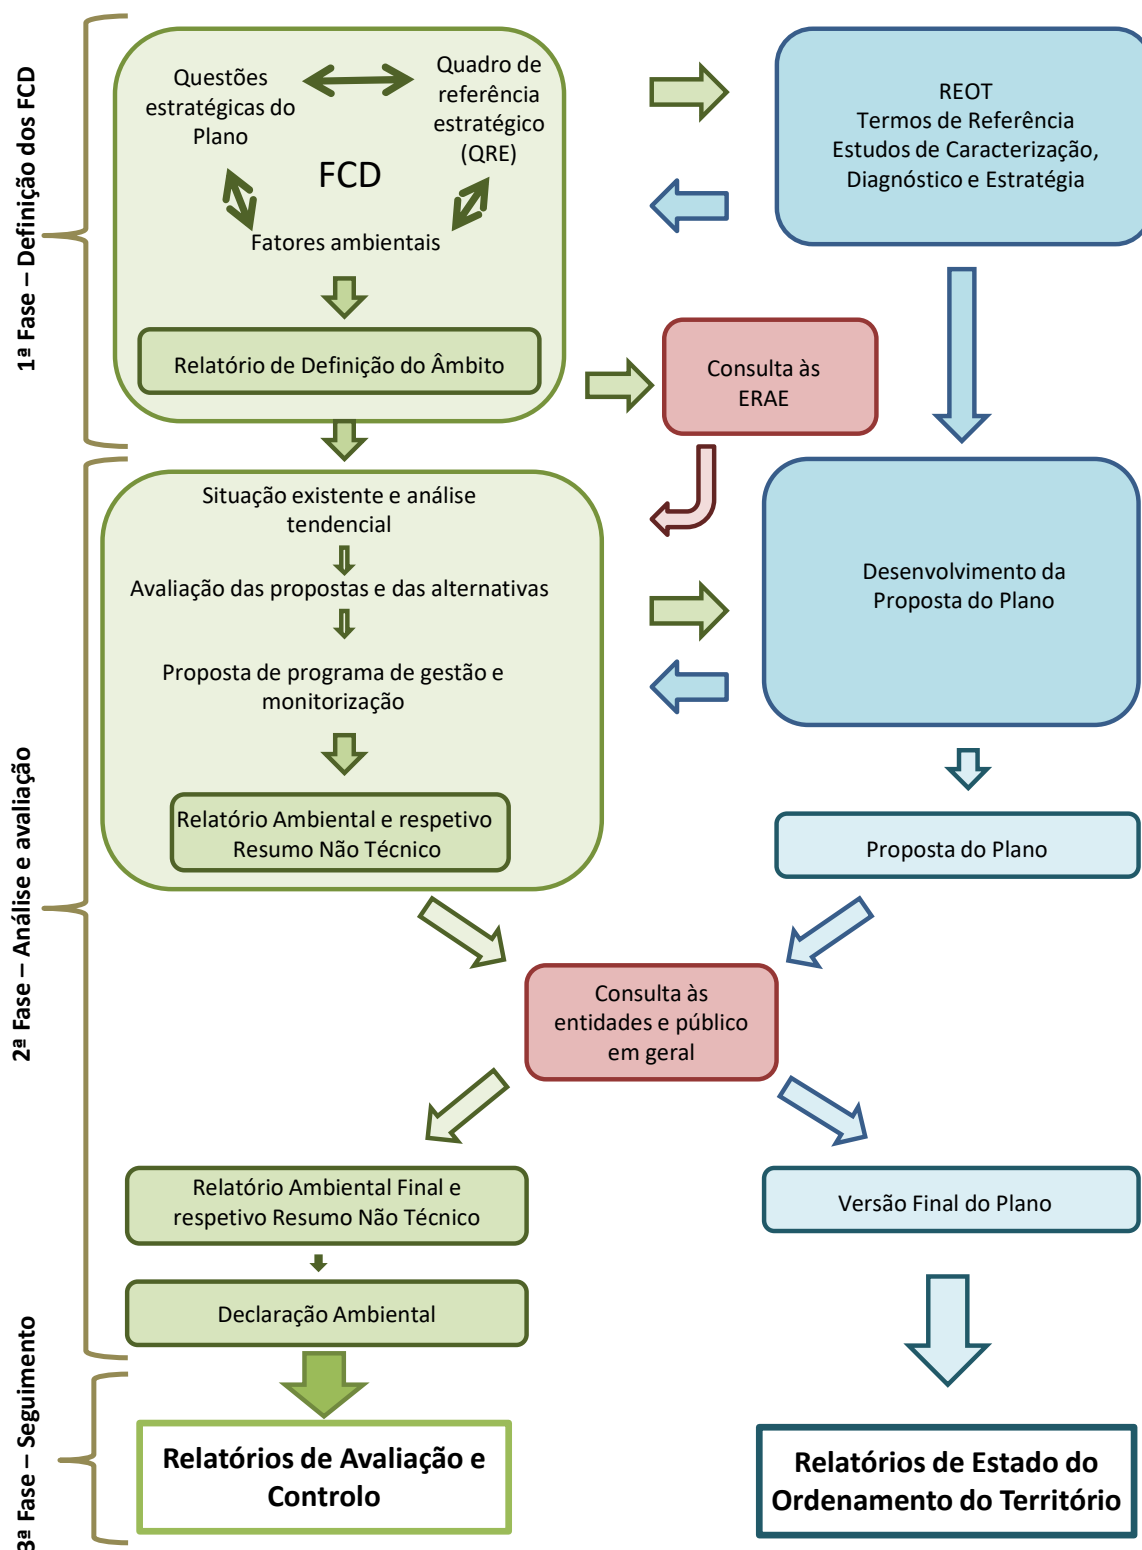 1ª Fase – Definição dos FCD
Questões
estratégicas do
Plano
Quadro de
referência
estratégico
(QRE)
FCD
Fatores ambientais
Relatório de Definição do Âmbito
REOT
Termos de Referência
Estudos de Caracterização,
Diagnóstico e Estratégia
Consulta às
ERAE
2ª Fase – Análise e avaliação
Situação existente e análise
tendencial
Avaliação das propostas e das alternativas
Proposta de programa de gestão e
monitorização
Relatório Ambiental e respetivo
Resumo Não Técnico
Desenvolvimento da
Proposta do Plano
Proposta do Plano
Consulta às
entidades e público
em geral
Relatório Ambiental Final e
respetivo Resumo Não Técnico
Declaração Ambiental
Versão Final do Plano
3ª Fase – Seguimento
Relatórios de Avaliação e
Controlo
Relatórios de Estado do
Ordenamento do Território